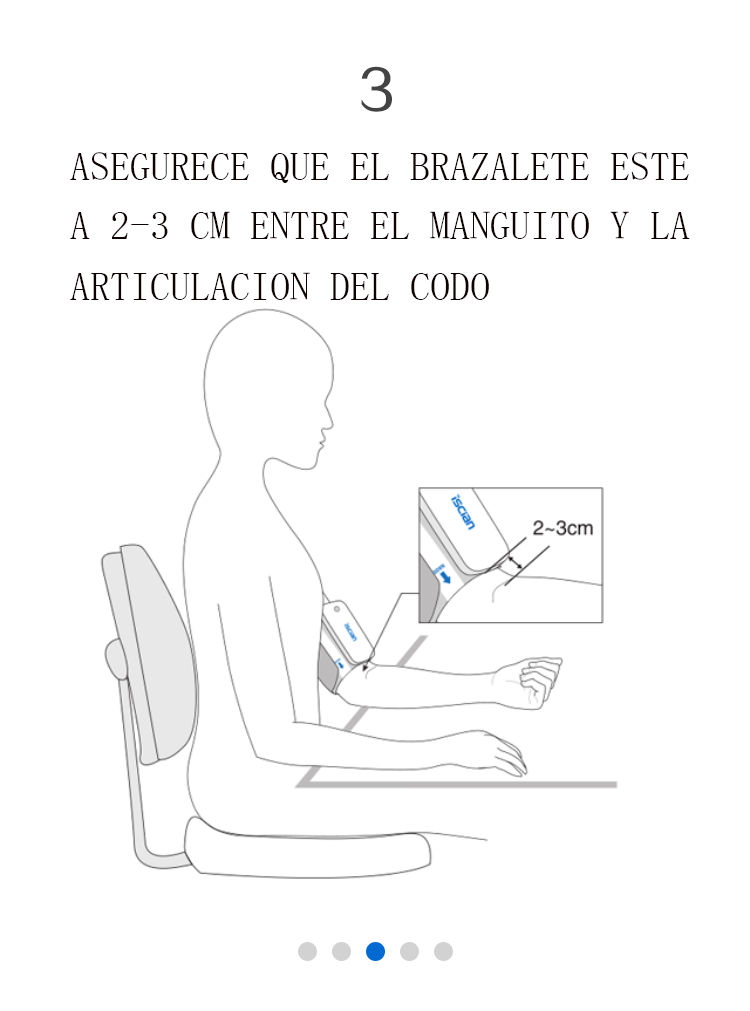 3
ASEGURECE QUE EL BRAZALETE ESTE
A 2-3 CM ENTRE EL MANGUITO Y LA
ARTICULACION DEL CODO
iscian
2~3cm
iscian